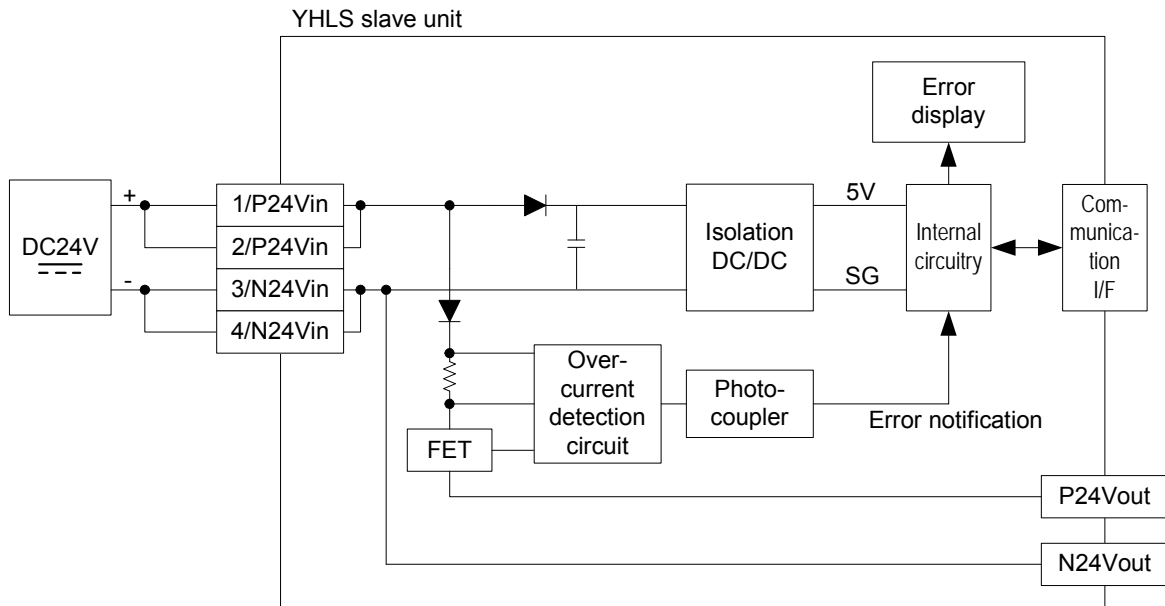 YHLS slave unit
Error
display
+
1/P24Vin
2/P24Vin
3/N24Vin
4/N24Vin
-
DC24V
Isolation
DC/DC
5V
SG
Internal
circuitry
Com-
munica-
tion
I/F
Over-
current
detection
circuit
Photo-
coupler
Error notification
FET
P24Vout
N24Vout